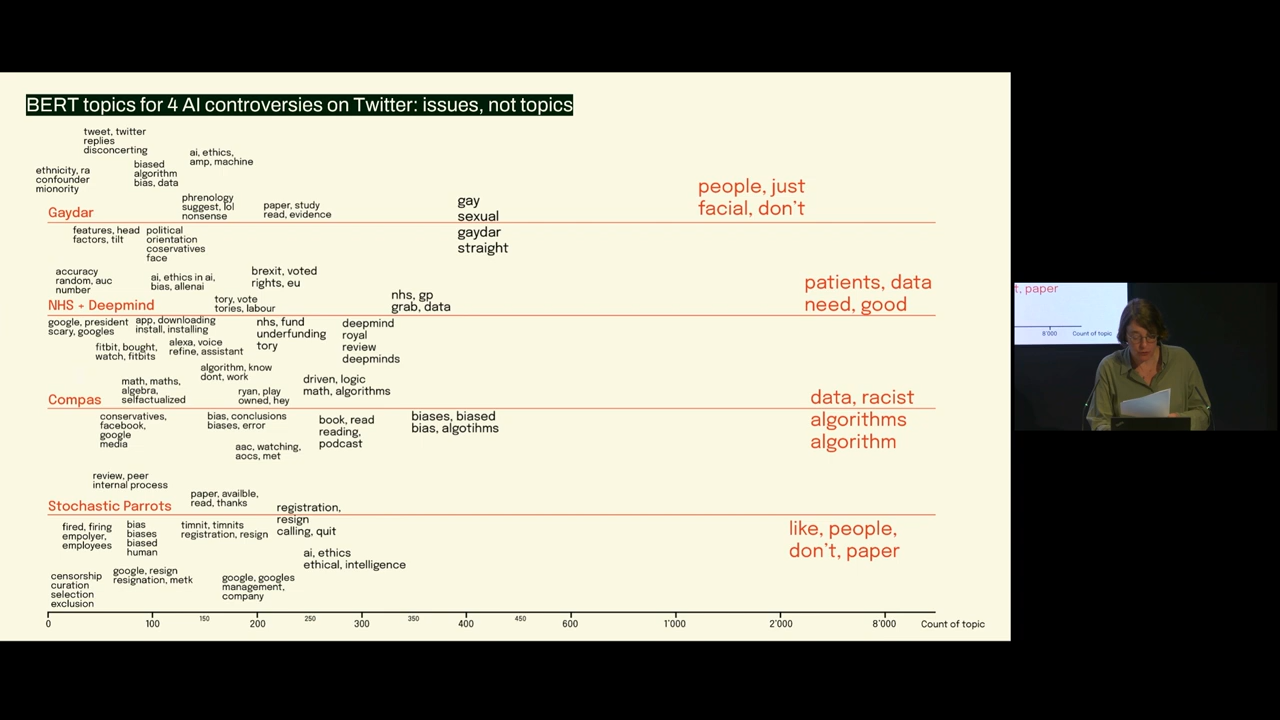 BERT topics for 4 AI controversies on Twitter: issues, not topics
tweet, twitter
replies
disconcerting
ai, ethics,
amp, machine
biased
algorithm
bias, data
ethnicity, ra
confounder
mionority
people, just
facial, don't
phrenology
suggest, lol
nonsense
paper, study
read, evidence
gay
sexual
gaydar
straight
Gaydar
features, head
factors, tilt
political
orientation
coservatives
face
accuracy
random, auc
number
ai, ethics in ai,
bias, allenai
brexit, voted
rights, eu
patients, data
need, good
tory, vote
tories, labour
nhs, gp
grab, data
NHS + Deepmind
google, president
scary, googles
app, downloading
install, installing
nhs, fund
underfunding
tory
deepmind
royal
review
deepminds
fitbit, bought,
watch, fitbits
alexa, voice
refine, assistant
algorithm, know
dont, work
math, maths,
algebra,
selfactualized
ryan, play
owned, hey
driven, logic
math, algorithms
data, racist
algorithms
algorithm
Compas
conservatives,
facebook,
google
media
bias, conclusions
biases, error
book, read
reading,
podcast
biases, biased
bias, algotihms
aac, watching,
aocs, met
review, peer
internal process
paper, availble,
read, thanks
Stochastic Parrots
registration,
resign
calling, quit
fired, firing
empolyer,
employees
bias
biases
biased
human
timnit, timnits
registration, resign
like, people,
don't, paper
ai, ethics
ethical, intelligence
censorship
curation
selection
exclusion
google, resign
resignation, metk
google, googles
management,
company
0 100 150 200 250 300 350 400 450 600 1'000 2'000 8'000 Count of topic
t, paper
8'000 Count of topic